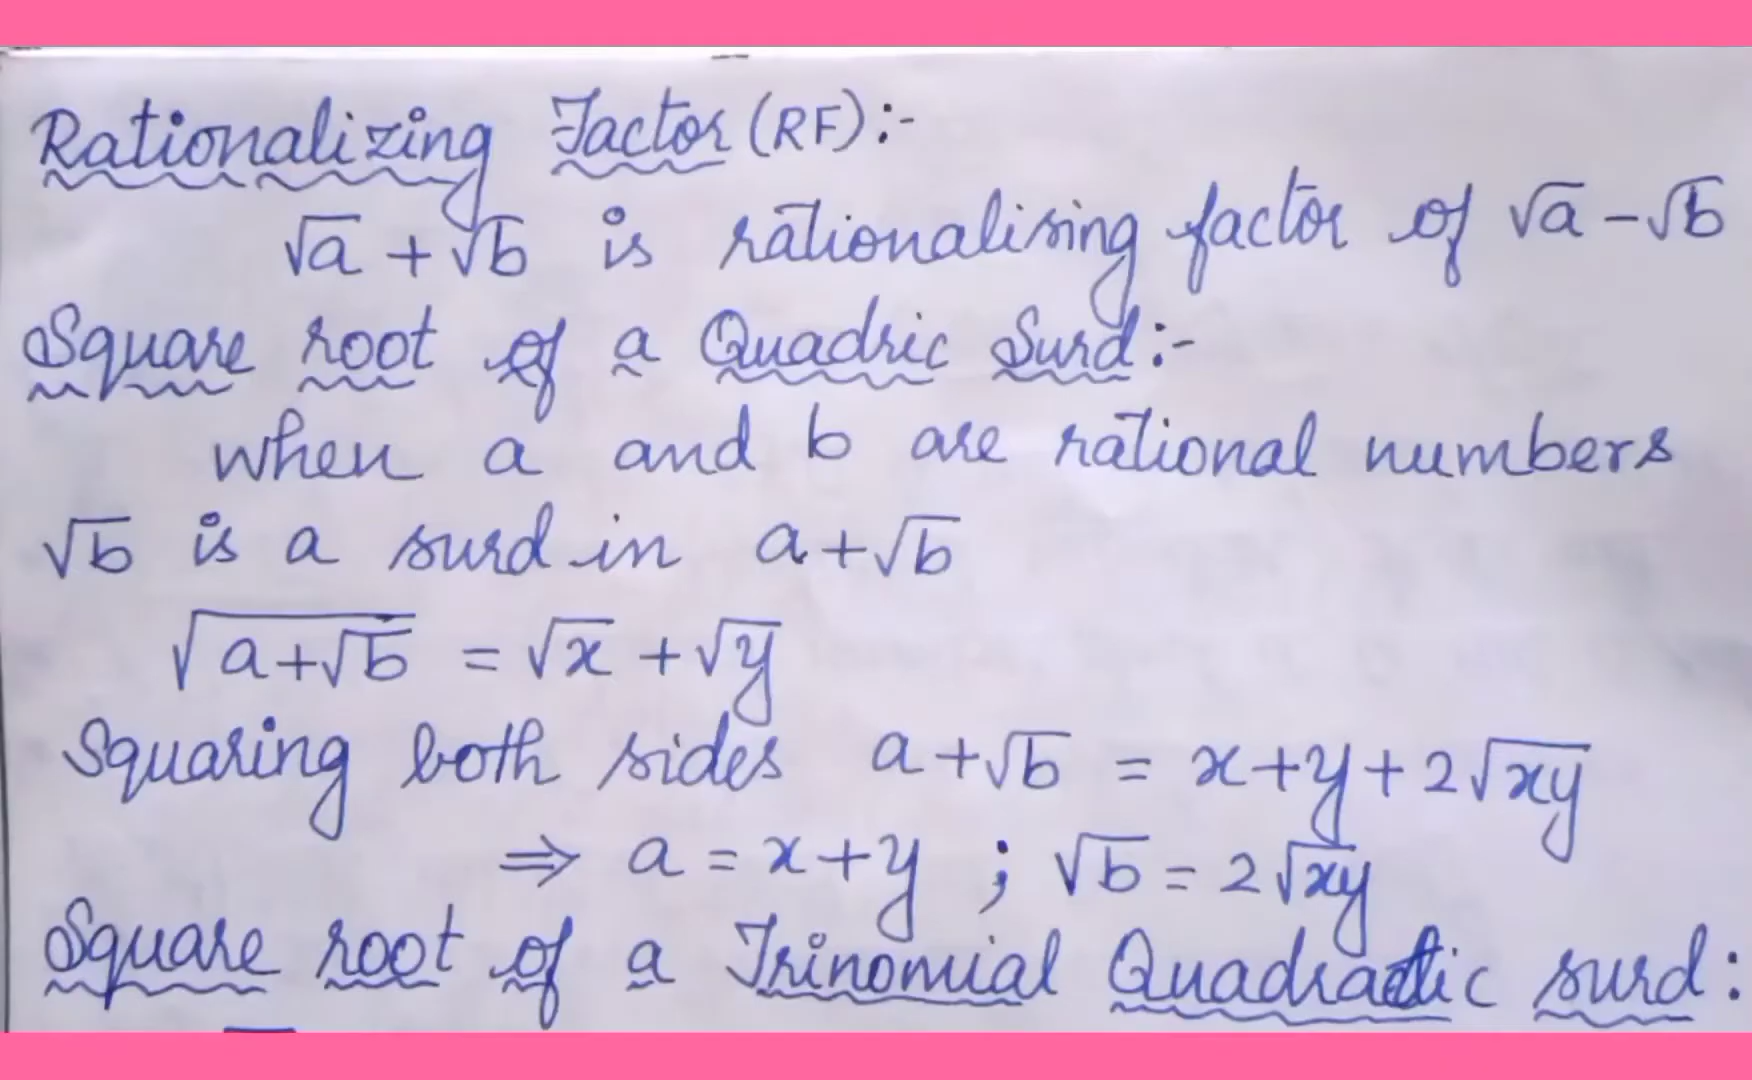 Rationalizing Factor (RF):-
√a + √b is rationalising factor of √a - √b
Square root of a Quadric Surd:-
when a and b are rational numbers
√b is a surd in a+√b
√(a+√b) = √x + √y
Squaring both sides a+√b = x+y+2√xy
⇒ a = x+y ; √b = 2√xy
Square root of a Trinomial Quadratic surd: